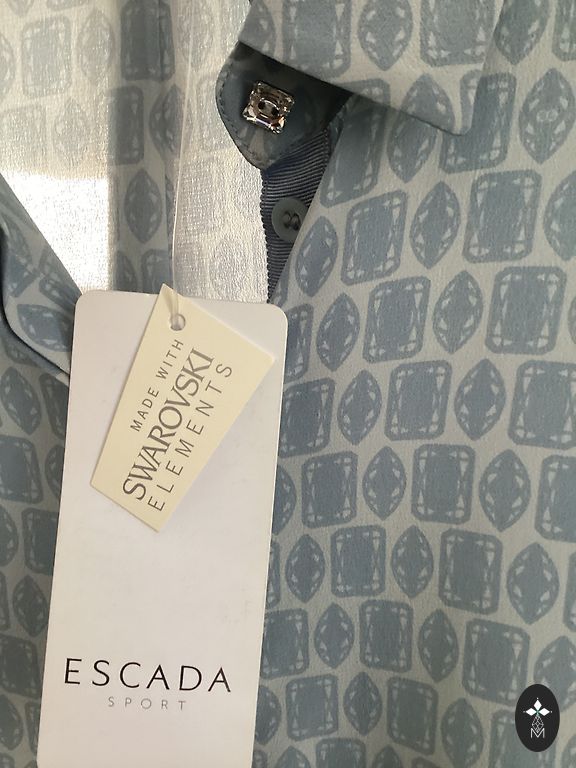 MADE WITH
SWAROVSKI
ELEMENTS
ESCADA
SPORT
M